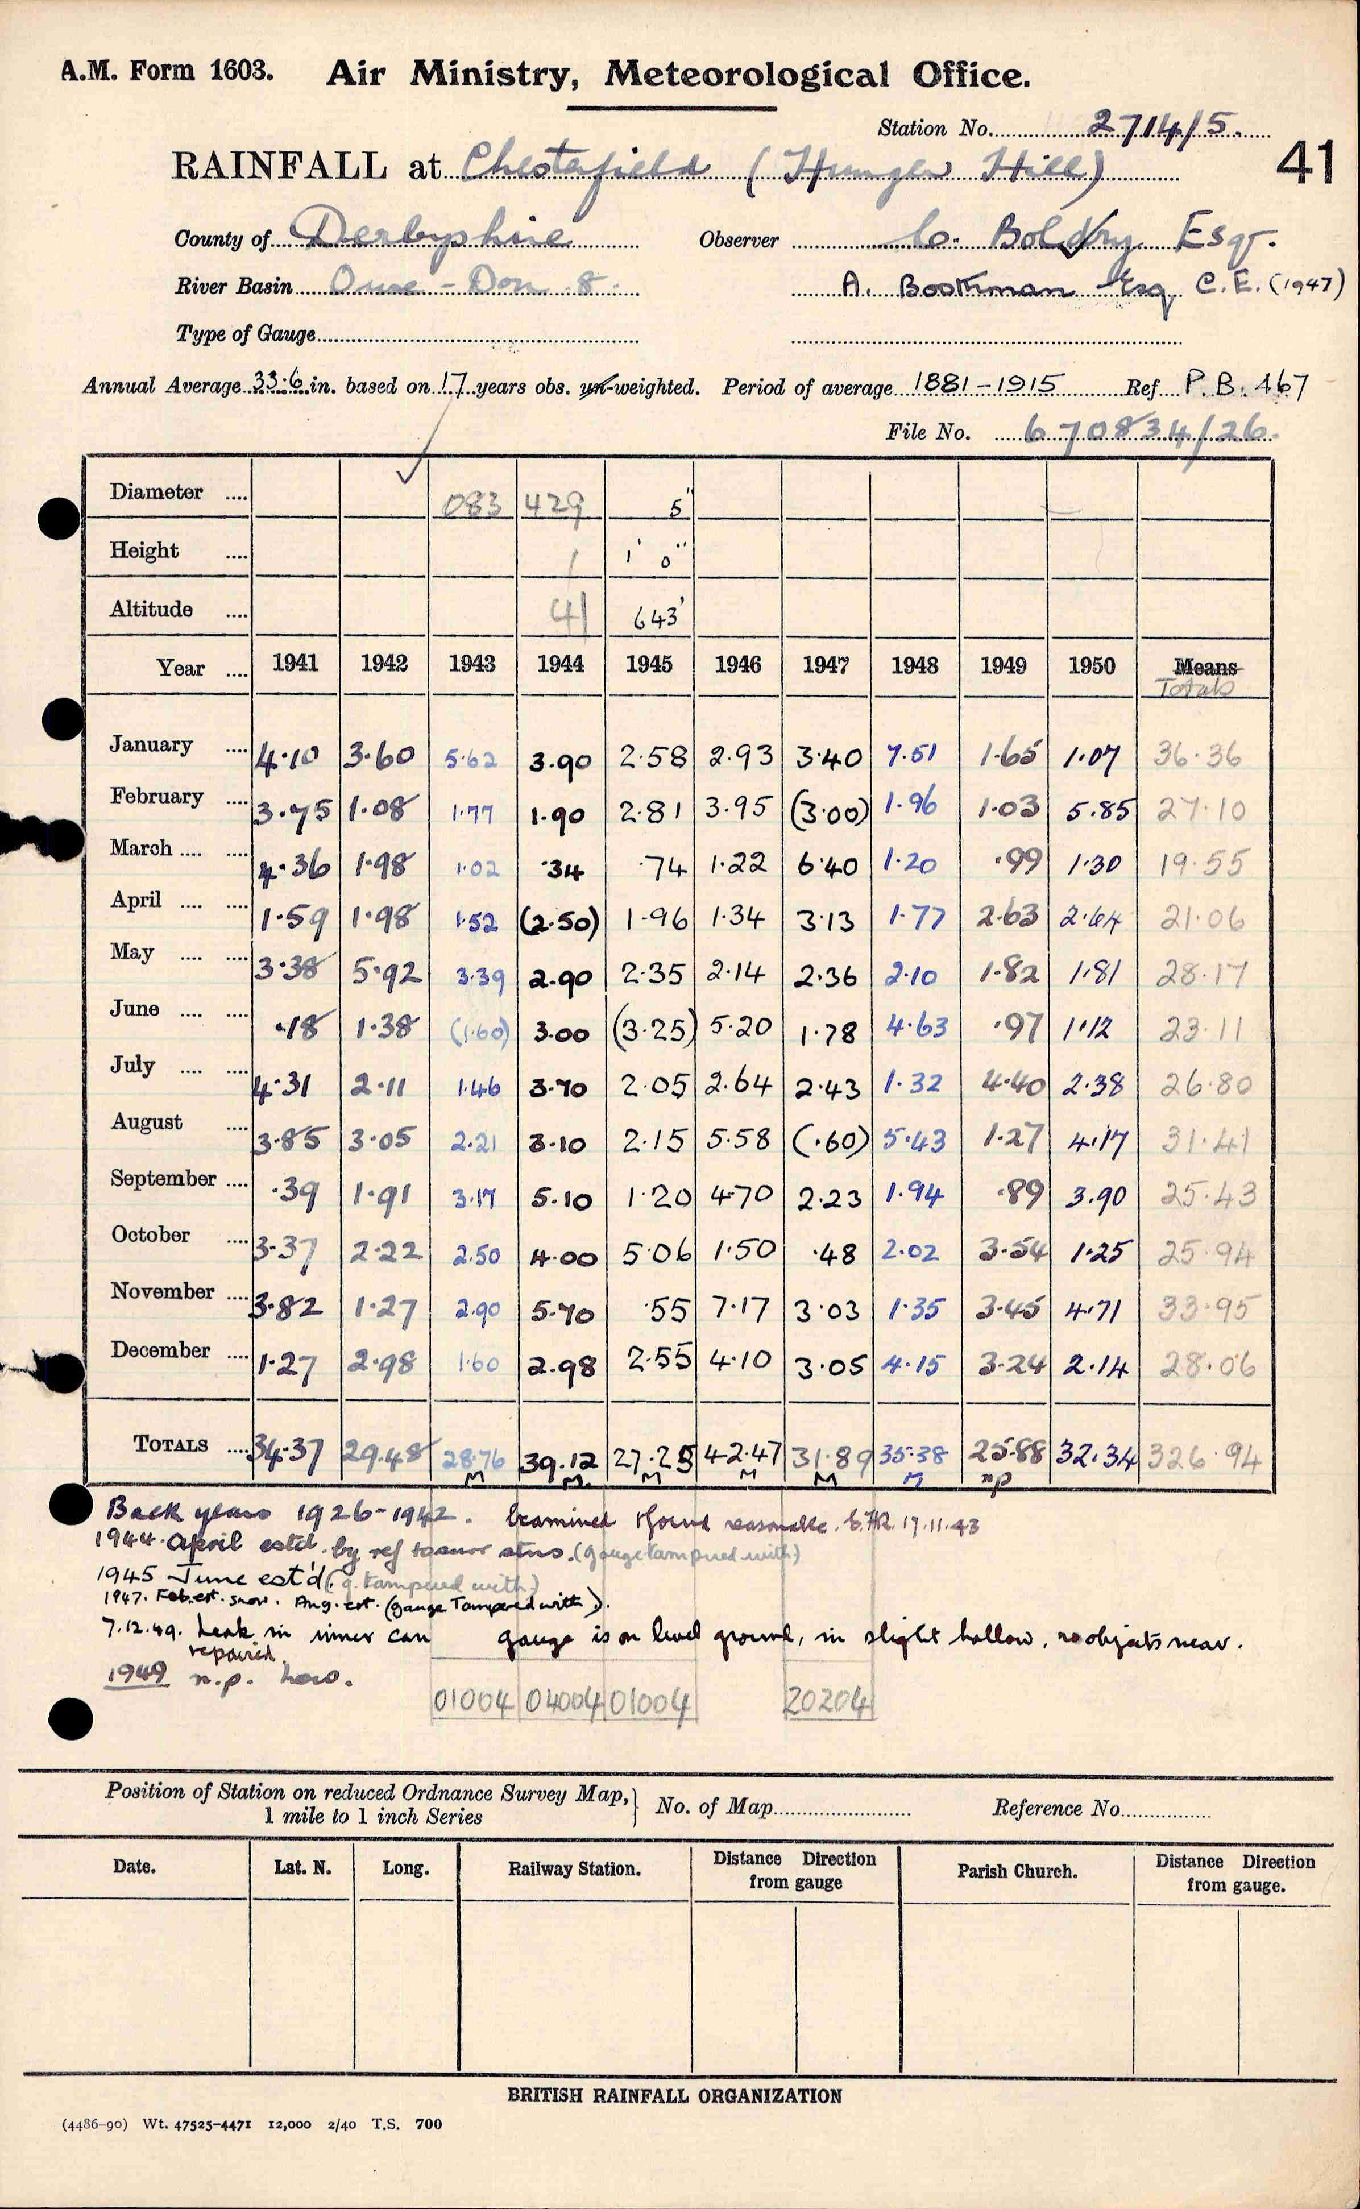 A.M. Form 1603. Air Ministry, Meteorological Office.
Station No. 2714/5.
41
RAINFALL at Chesterfield (Hunger Hill)
County of Derbyshire Observer C. Boldry Esqr.
River Basin Ouse - Don 8. A. Boothman Esq C.E. (1947)
Type of Gauge
Annual Average 33.6 in. based on 17 years obs. un-weighted. Period of average 1881-1915 Ref P.B. 467
File No. 670834/26.
Diameter .... 083 429 5"
Height .... 1' 0"
Altitude .... 41 643'
Year .... 1941 1942 1943 1944 1945 1946 1947 1948 1949 1950 Means Totals
January .... 4.10 3.60 5.62 3.90 2.58 2.93 3.40 7.51 1.65 1.07 36.36
February .... 3.75 1.08 1.77 1.90 2.81 3.95 (3.00) 1.96 1.03 5.85 27.10
March .... .... 4.36 1.98 1.02 .34 .74 1.22 6.40 1.20 .99 1.30 19.55
April .... .... 1.59 1.98 1.52 (2.50) 1.96 1.34 3.13 1.77 2.63 2.64 21.06
May .... .... 3.38 5.92 3.39 2.90 2.35 2.14 2.36 2.10 1.82 1.81 28.17
June .... .... .18 1.38 (1.60) 3.00 (3.25) 5.20 1.78 4.63 .97 1.12 23.11
July .... .... 4.31 2.11 1.46 3.70 2.05 2.64 2.43 1.32 4.40 2.38 26.80
August .... 3.85 3.05 2.21 3.10 2.15 5.58 (.60) 5.43 1.27 4.17 31.41
September .... .39 1.91 3.17 5.10 1.20 4.70 2.23 1.94 .89 3.90 25.43
October .... 3.37 2.22 2.50 4.00 5.06 1.50 .48 2.02 3.54 1.25 25.94
November .... 3.82 1.27 2.90 5.70 .55 7.17 3.03 1.35 3.45 4.71 33.95
December .... 1.27 2.98 1.60 2.98 2.55 4.10 3.05 4.15 3.24 2.14 28.06
TOTALS .... 34.37 29.48 28.76 39.12 27.25 42.47 31.89 35.38 25.88 32.34 326.94
M M. M M M M np
Back years 1926-1942. Examined & found reasonable. 17.11.43
1944. April estd. by ref to surr stns. (gauge tampered with)
1945 June est'd. (g. tampered with)
1947. Feb. est. snow. Aug. est. (gauge Tampered with).
7.12.49. Leak in inner can gauge is on level ground, in slight hollow, no objects near.
repaired.
1949 n.p. low.
01004 04004 01004 20204
Position of Station on reduced Ordnance Survey Map, 1 mile to 1 inch Series } No. of Map Reference No
Date. Lat. N. Long. Railway Station. Distance Direction from gauge Parish Church. Distance Direction from gauge.
BRITISH RAINFALL ORGANIZATION
(4486-90) Wt. 47525-4471 12,000 2/40 T.S. 700